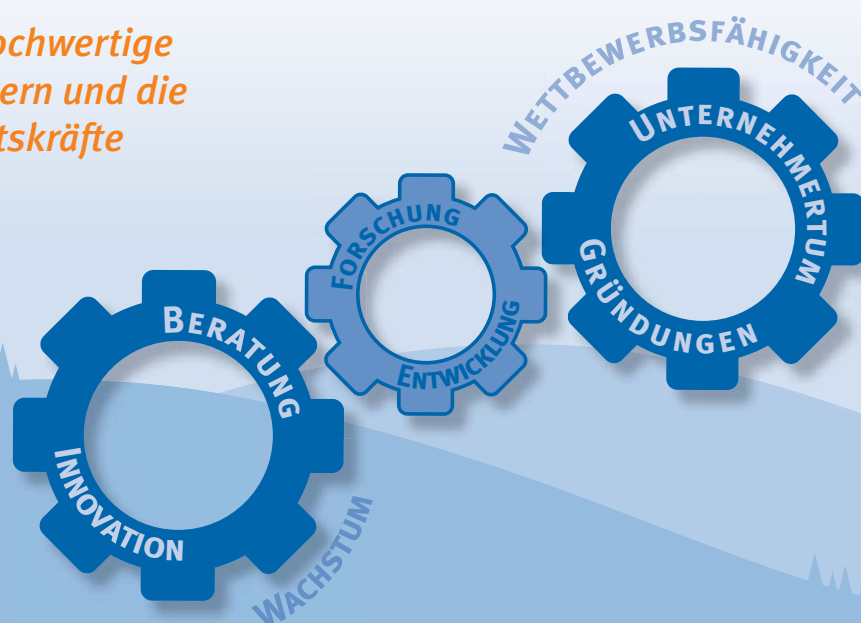 ochwertige
ern und die
tskräfte
WETTBEWERBSFÄHIGKEIT
UNTERNEHMERTUM
GRÜNDUNGEN
FORSCHUNG
ENTWICKLUNG
BERATUNG
INNOVATION
WACHSTUM